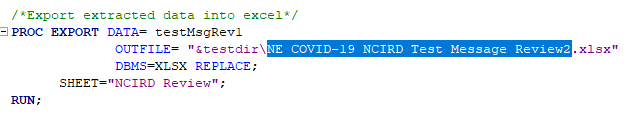 /*Export extracted data into excel*/
PROC EXPORT DATA= testMsgRev1
OUTFILE= "&testdir\NE COVID-19 NCIRD Test Message Review2.xlsx"
DBMS=XLSX REPLACE;
SHEET="NCIRD Review";
RUN;